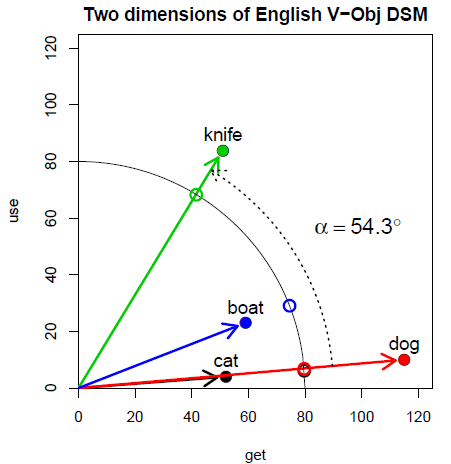 Two dimensions of English V−Obj DSM
120
100
80
60
40
20
0
use
knife
α = 54.3°
boat
dog
cat
0 20 40 60 80 100 120
get